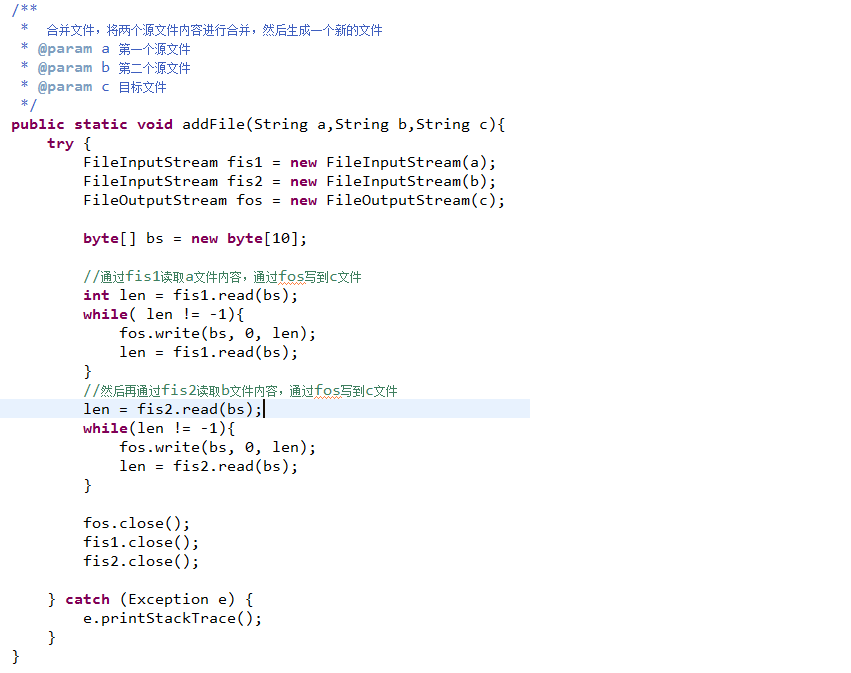 /**
 *  合并文件，将两个源文件内容进行合并，然后生成一个新的文件
 * @param a 第一个源文件
 * @param b 第二个源文件
 * @param c 目标文件
 */
public static void addFile(String a,String b,String c){
    try {
        FileInputStream fis1 = new FileInputStream(a);
        FileInputStream fis2 = new FileInputStream(b);
        FileOutputStream fos = new FileOutputStream(c);

        byte[] bs = new byte[10];

        //通过fis1读取a文件内容，通过fos写到c文件
        int len = fis1.read(bs);
        while( len != -1){
            fos.write(bs, 0, len);
            len = fis1.read(bs);
        }
        //然后再通过fis2读取b文件内容，通过fos写到c文件
        len = fis2.read(bs);
        while(len != -1){
            fos.write(bs, 0, len);
            len = fis2.read(bs);
        }

        fos.close();
        fis1.close();
        fis2.close();

    } catch (Exception e) {
        e.printStackTrace();
    }
}